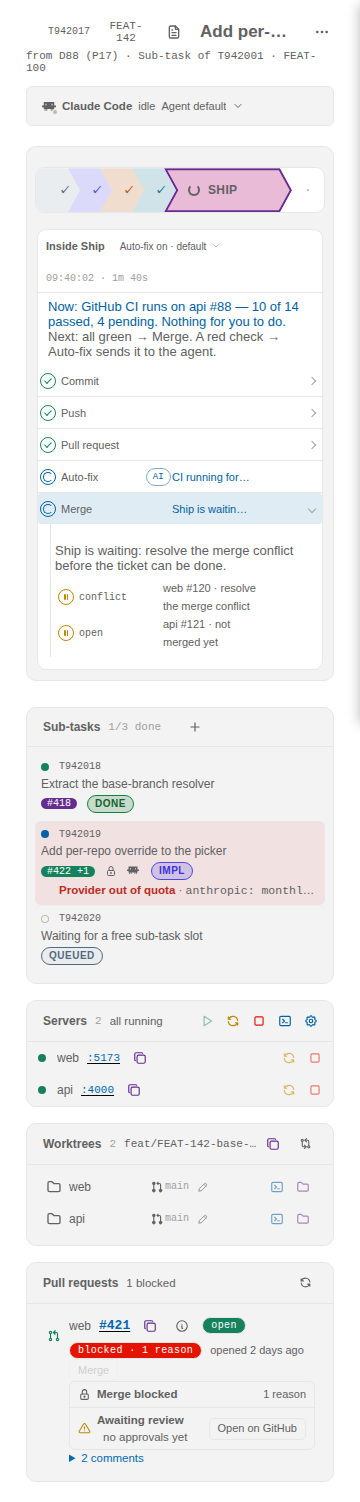 T942017 FEAT-142 Add per-…
from D88 (P17) · Sub-task of T942001 · FEAT-100
Claude Code idle Agent default
SHIP
Inside Ship Auto-fix on · default
09:40:02 · 1m 40s
Now: GitHub CI runs on api #88 — 10 of 14
passed, 4 pending. Nothing for you to do.
Next: all green → Merge. A red check →
Auto-fix sends it to the agent.
Commit
Push
Pull request
Auto-fix AI CI running for…
Merge Ship is waitin…
Ship is waiting: resolve the merge conflict
before the ticket can be done.
conflict web #120 · resolve
the merge conflict
open api #121 · not
merged yet
Sub-tasks 1/3 done
T942018
Extract the base-branch resolver
#418 DONE
T942019
Add per-repo override to the picker
#422 +1 IMPL
Provider out of quota · anthropic: monthl…
T942020
Waiting for a free sub-task slot
QUEUED
Servers 2 all running
web :5173
api :4000
Worktrees 2 feat/FEAT-142-base-…
web main
api main
Pull requests 1 blocked
web #421 open
blocked · 1 reason opened 2 days ago
Merge
Merge blocked 1 reason
Awaiting review
no approvals yet Open on GitHub
2 comments